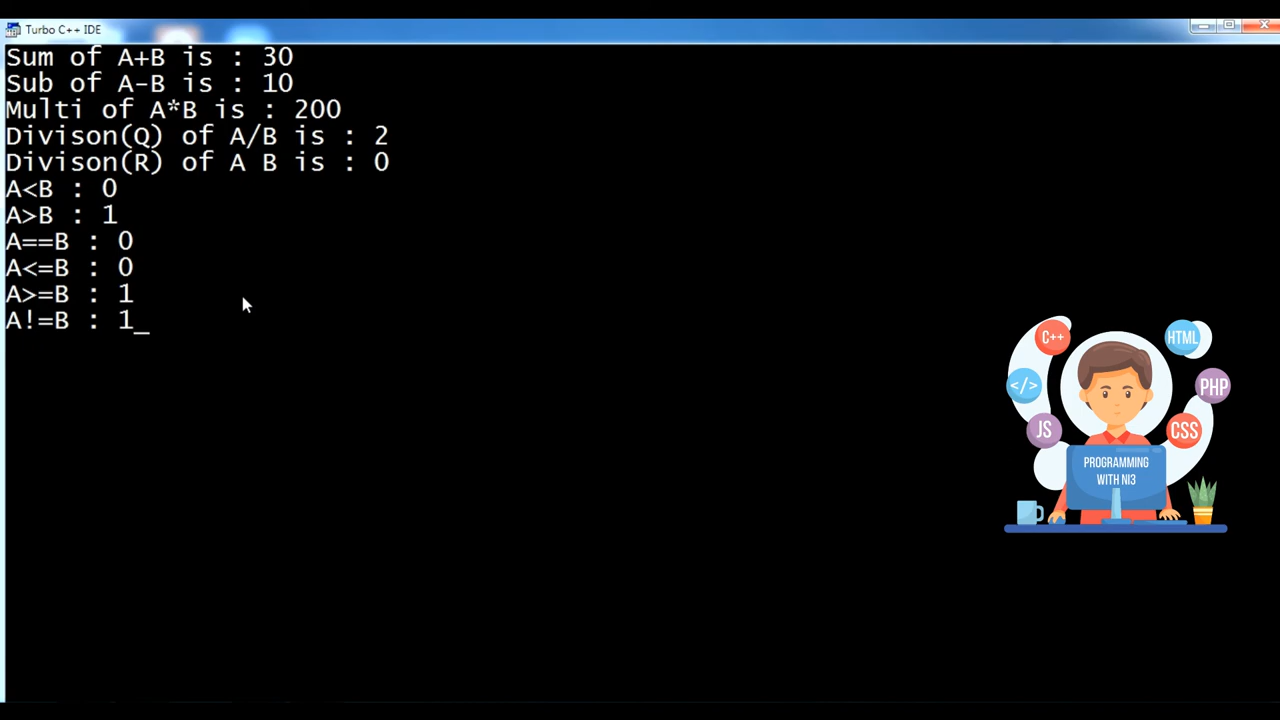 Turbo C++ IDE
Sum of A+B is : 30
Sub of A-B is : 10
Multi of A*B is : 200
Divison(Q) of A/B is : 2
Divison(R) of A B is : 0
A<B : 0
A>B : 1
A==B : 0
A<=B : 0
A>=B : 1
A!=B : 1_
C++
HTML
</>
PHP
JS
CSS
PROGRAMMING
WITH NI3